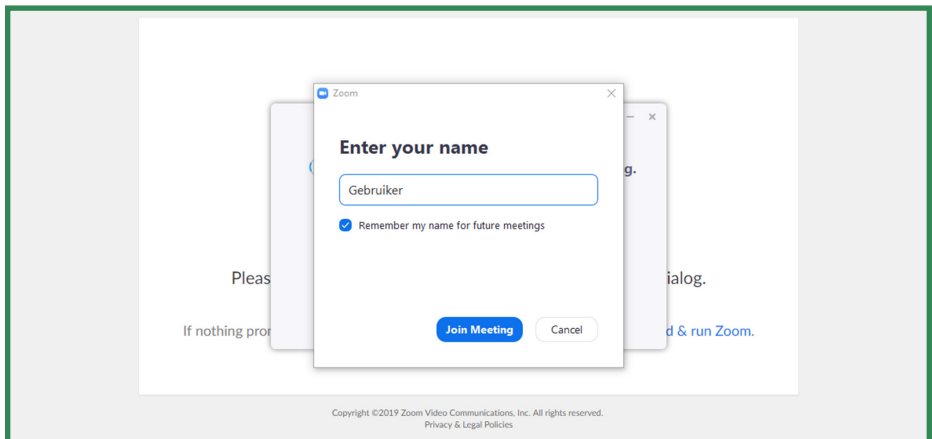 Zoom
Enter your name
g.
Gebruiker
Remember my name for future meetings
Pleas
ialog.
If nothing pror
d & run Zoom.
Join Meeting
Cancel
Copyright ©2019 Zoom Video Communications, Inc. All rights reserved.
Privacy & Legal Policies